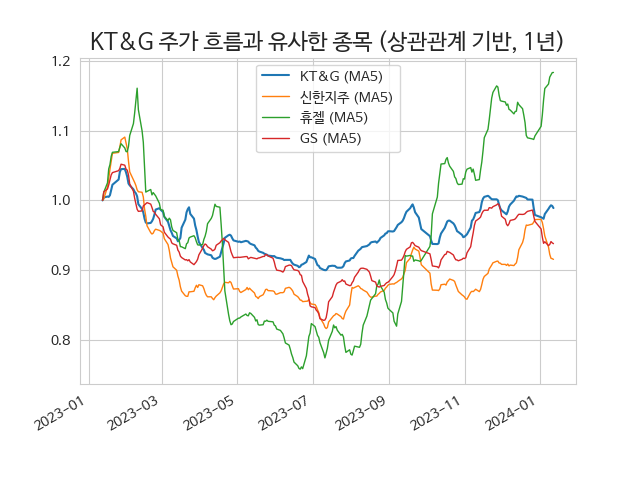 KT&G 주가 흐름과 유사한 종목 (상관관계 기반, 1년)
KT&G (MA5)
신한지주 (MA5)
휴젤 (MA5)
GS (MA5)
1.2
1.1
1.0
0.9
0.8
2023-01
2023-03
2023-05
2023-07
2023-09
2023-11
2024-01